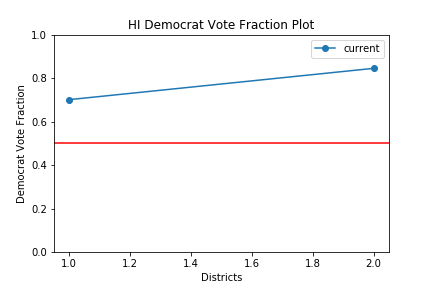 HI Democrat Vote Fraction Plot
current
1.0
0.8
0.6
0.4
0.2
0.0
Democrat Vote Fraction
1.0 1.2 1.4 1.6 1.8 2.0
Districts